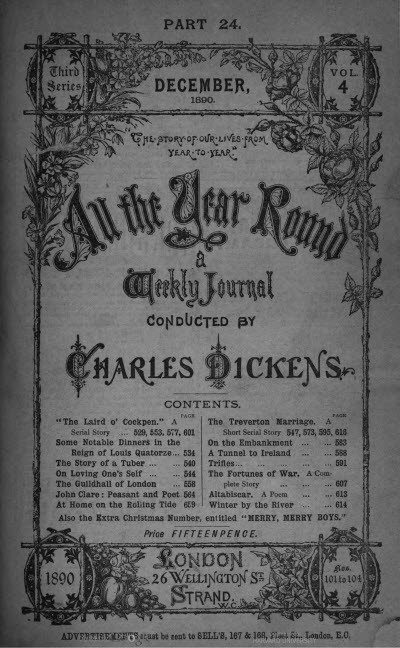 PART 24.
Third Series
DECEMBER,
1890.
VOL. 4
"THE·STORY·OF·OUR·LIVES·FROM
YEAR·TO·YEAR."
All the Year Round
a
Weekly Journal
CONDUCTED BY
CHARLES DICKENS.
CONTENTS.
PAGE
"The Laird o' Cockpen." A
Serial Story ... 529, 553, 577, 601
Some Notable Dinners in the
Reign of Louis Quatorze... 534
The Story of a Tuber ... ... 540
On Loving One's Self ... ... 544
The Guildhall of London ... 558
John Clare: Peasant and Poet 564
At Home on the Rolling Tide 609
PAGE
The Treverton Marriage. A
Short Serial Story 547, 573, 595, 616
On the Embankment ... ... 583
A Tunnel to Ireland ... ... 588
Trifles... ... ... ... ... 591
The Fortunes of War. A Com-
plete Story ... ... ... ... 607
Altabiscar. A Poem ... ... 613
Winter by the River ... ... 614
Also the Extra Christmas Number, entitled "MERRY, MERRY BOYS."
Price FIFTEENPENCE.
1890
LONDON
26 WELLINGTON ST.
STRAND.
W.C.
Nos.
101 to 104
ADVERTISEMENTS must be sent to SELL'S, 167 & 168, Fleet St., London, E.C.